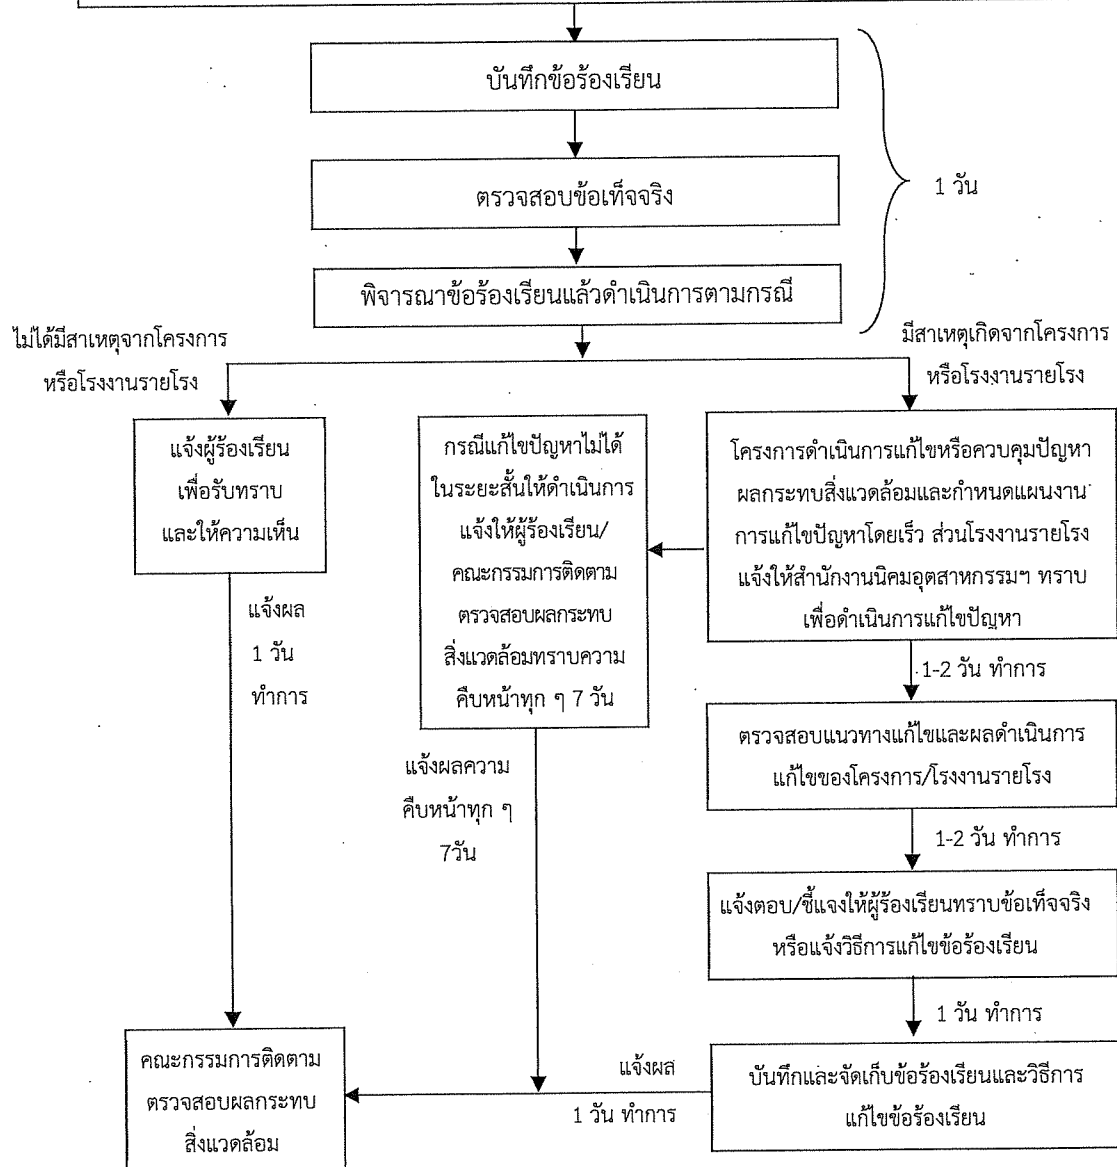 บันทึกข้อร้องเรียน
ตรวจสอบข้อเท็จจริง
1 วัน
พิจารณาข้อร้องเรียนแล้วดำเนินการตามกรณี
ไม่ได้มีสาเหตุจากโครงการ
หรือโรงงานรายโรง
มีสาเหตุเกิดจากโครงการ
หรือโรงงานรายโรง
แจ้งผู้ร้องเรียน
เพื่อรับทราบ
และให้ความเห็น
กรณีแก้ไขปัญหาไม่ได้
ในระยะสั้นให้ดำเนินการ
แจ้งให้ผู้ร้องเรียน/
คณะกรรมการติดตาม
ตรวจสอบผลกระทบ
สิ่งแวดล้อมทราบความ
คืบหน้าทุก ๆ 7 วัน
โครงการดำเนินการแก้ไขหรือควบคุมปัญหา
ผลกระทบสิ่งแวดล้อมและกำหนดแผนงาน
การแก้ไขปัญหาโดยเร็ว ส่วนโรงงานรายโรง
แจ้งให้สำนักงานนิคมอุตสาหกรรมฯ ทราบ
เพื่อดำเนินการแก้ไขปัญหา
แจ้งผล
1 วัน
ทำการ
1-2 วัน ทำการ
ตรวจสอบแนวทางแก้ไขและผลดำเนินการ
แก้ไขของโครงการ/โรงงานรายโรง
แจ้งผลความ
คืบหน้าทุก ๆ
7วัน
1-2 วัน ทำการ
แจ้งตอบ/ชี้แจงให้ผู้ร้องเรียนทราบข้อเท็จจริง
หรือแจ้งวิธีการแก้ไขข้อร้องเรียน
1 วัน ทำการ
คณะกรรมการติดตาม
ตรวจสอบผลกระทบ
สิ่งแวดล้อม
แจ้งผล
1 วัน ทำการ
บันทึกและจัดเก็บข้อร้องเรียนและวิธีการ
แก้ไขข้อร้องเรียน